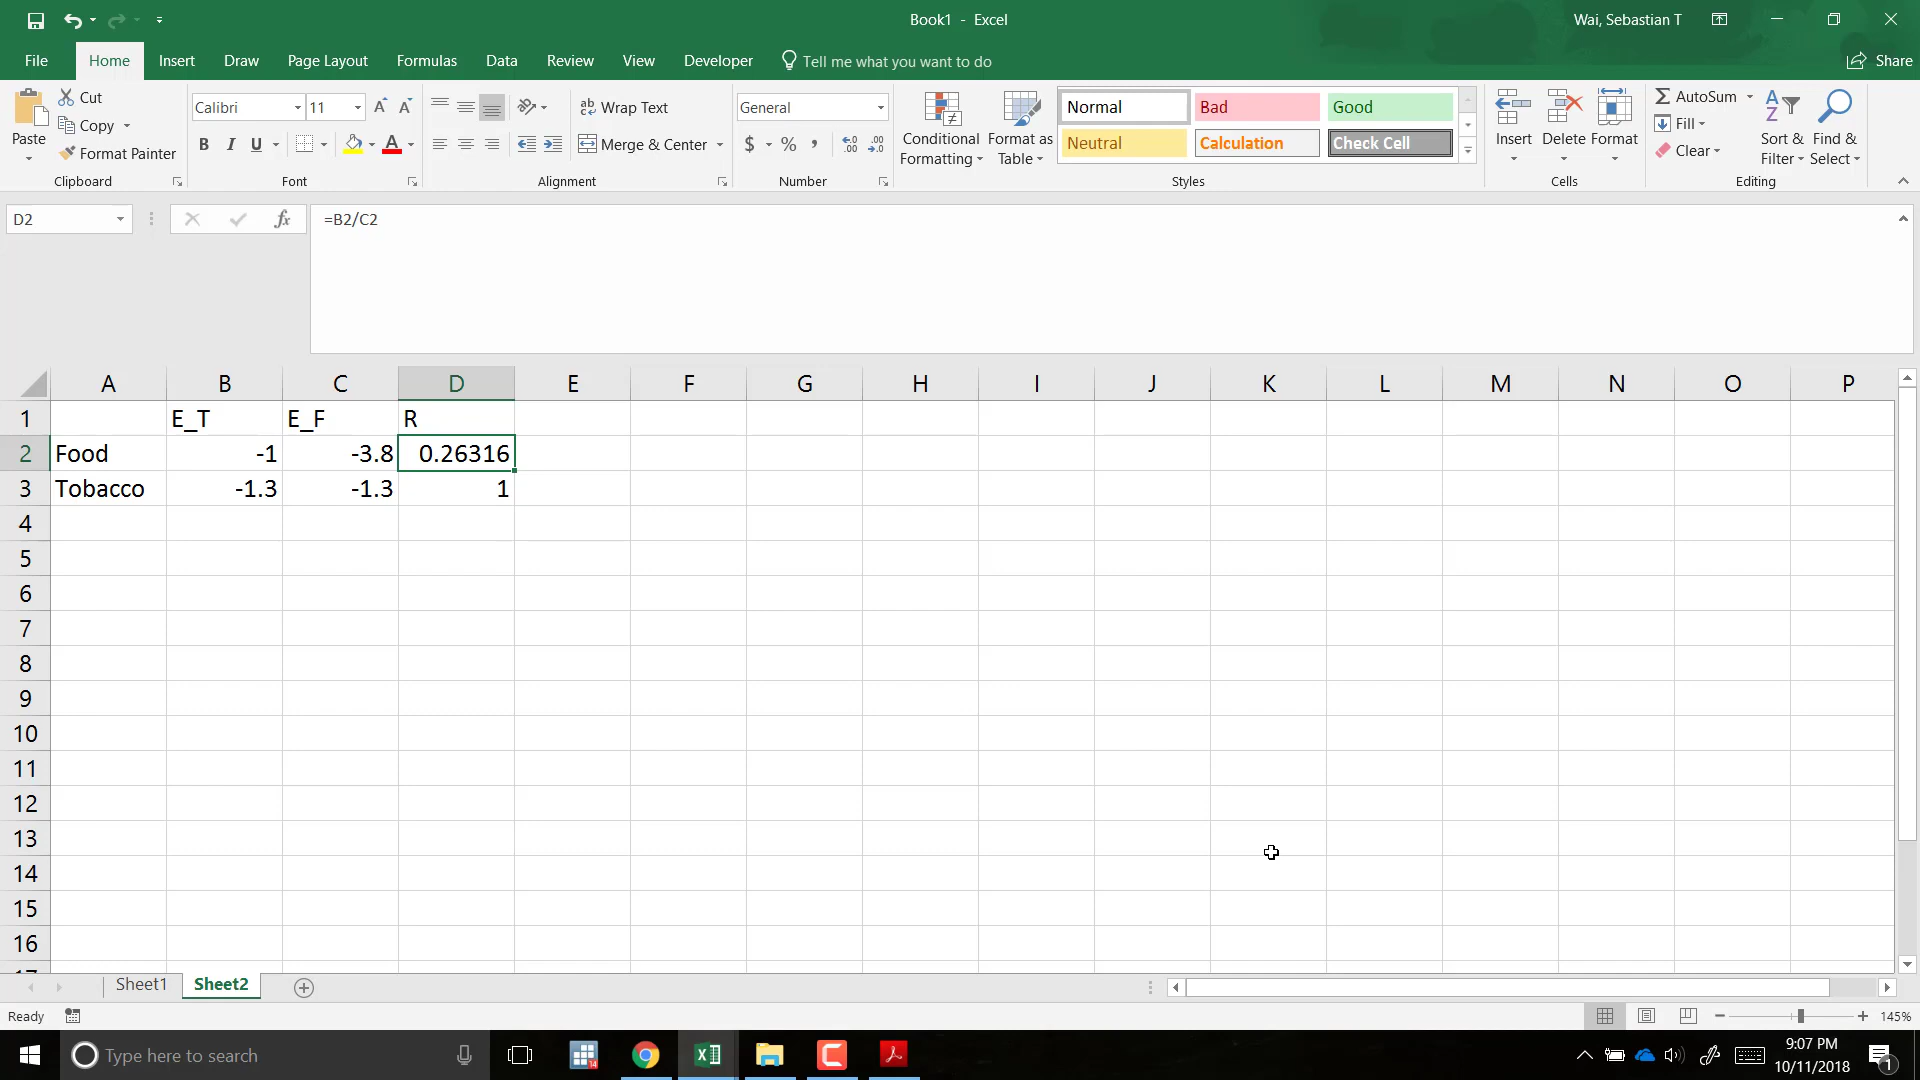 Book1 - Excel
Wai, Sebastian T
File Home Insert Draw Page Layout Formulas Data Review View Developer Tell me what you want to do Share
Paste
Cut
Copy
Format Painter
Clipboard
Calibri 11
B I U
Font
Wrap Text
Merge & Center
Alignment
General
$ % ,
Number
Conditional Formatting
Format as Table
Normal Bad Good
Neutral Calculation Check Cell
Styles
Insert Delete Format
Cells
AutoSum
Fill
Clear
Sort & Filter
Find & Select
Editing
D2 fx =B2/C2
A B C D E F G H I J K L M N O P
1 E_T E_F R
2 Food -1 -3.8 0.26316
3 Tobacco -1.3 -1.3 1
4
5
6
7
8
9
10
11
12
13
14
15
16
17
Sheet1 Sheet2
Ready 145%
Type here to search
9:07 PM
10/11/2018
1